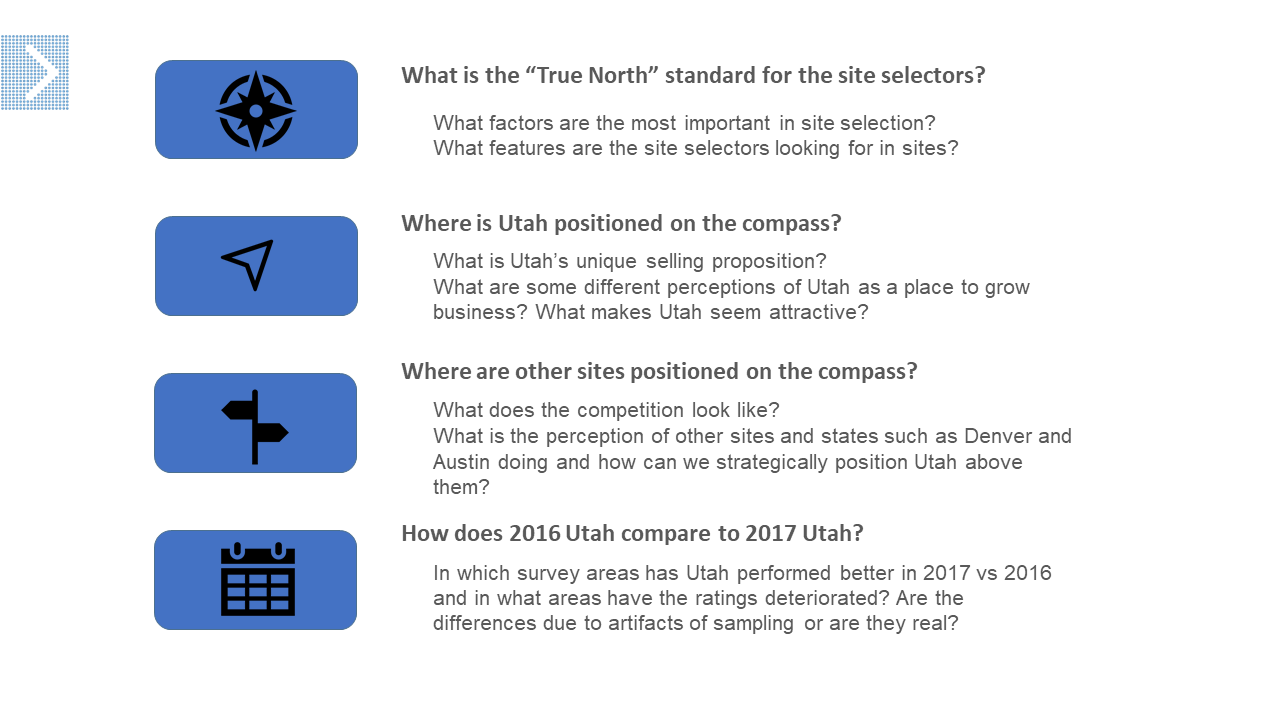 What is the “True North” standard for the site selectors?
What factors are the most important in site selection?
What features are the site selectors looking for in sites?
Where is Utah positioned on the compass?
What is Utah’s unique selling proposition?
What are some different perceptions of Utah as a place to grow
business? What makes Utah seem attractive?
Where are other sites positioned on the compass?
What does the competition look like?
What is the perception of other sites and states such as Denver and
Austin doing and how can we strategically position Utah above
them?
How does 2016 Utah compare to 2017 Utah?
In which survey areas has Utah performed better in 2017 vs 2016
and in what areas have the ratings deteriorated? Are the
differences due to artifacts of sampling or are they real?